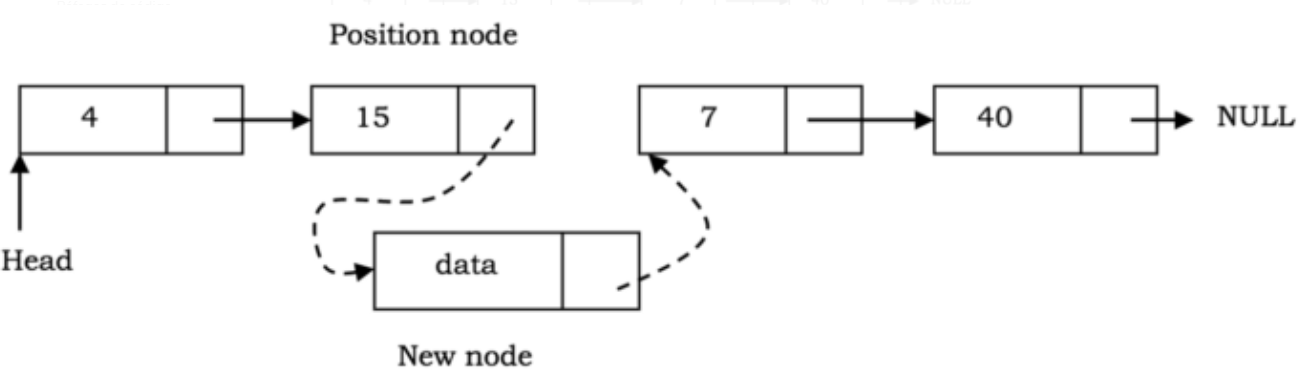 Position node
4 15 7 40 NULL
Head
data
New node